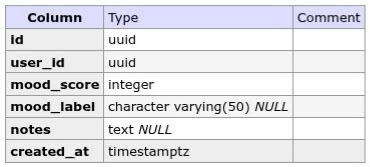 Column Type Comment
id uuid
user_id uuid
mood_score integer
mood_label character varying(50) NULL
notes text NULL
created_at timestamptz